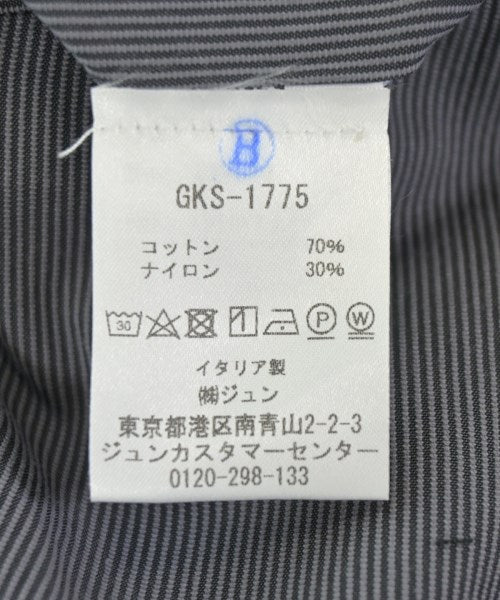 B
GKS-1775
コットン 70%
ナイロン 30%
30 P W
イタリア製
㈱ジュン
東京都港区南青山2-2-3
ジュンカスタマーセンター
0120-298-133